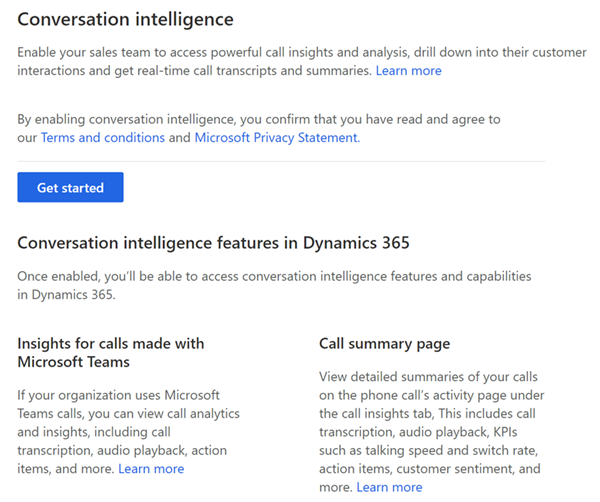 Conversation intelligence
Enable your sales team to access powerful call insights and analysis, drill down into their customer
interactions and get real-time call transcripts and summaries. Learn more
By enabling conversation intelligence, you confirm that you have read and agree to
our Terms and conditions and Microsoft Privacy Statement.
Get started
Conversation intelligence features in Dynamics 365
Once enabled, you'll be able to access conversation intelligence features and capabilities
in Dynamics 365.
Insights for calls made with
Microsoft Teams
If your organization uses Microsoft
Teams calls, you can view call analytics
and insights, including call
transcription, audio playback, action
items, and more. Learn more
Call summary page
View detailed summaries of your calls
on the phone call's activity page under
the call insights tab, This includes call
transcription, audio playback, KPIs
such as talking speed and switch rate,
action items, customer sentiment, and
more. Learn more